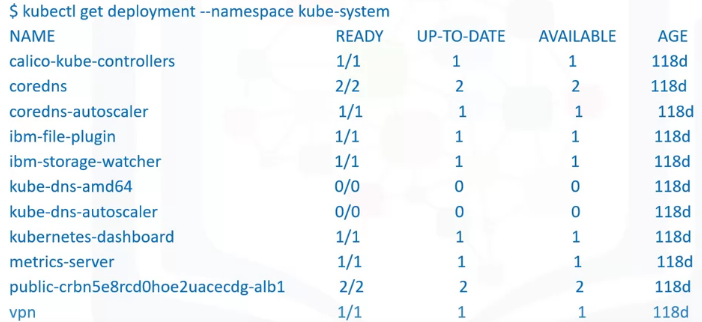 $ kubectl get deployment --namespace kube-system
NAME READY UP-TO-DATE AVAILABLE AGE
calico-kube-controllers 1/1 1 1 118d
coredns 2/2 2 2 118d
coredns-autoscaler 1/1 1 1 118d
ibm-file-plugin 1/1 1 1 118d
ibm-storage-watcher 1/1 1 1 118d
kube-dns-amd64 0/0 0 0 118d
kube-dns-autoscaler 0/0 0 0 118d
kubernetes-dashboard 1/1 1 1 118d
metrics-server 1/1 1 1 118d
public-crbn5e8rcd0hoe2uacecdg-alb1 2/2 2 2 118d
vpn 1/1 1 1 118d